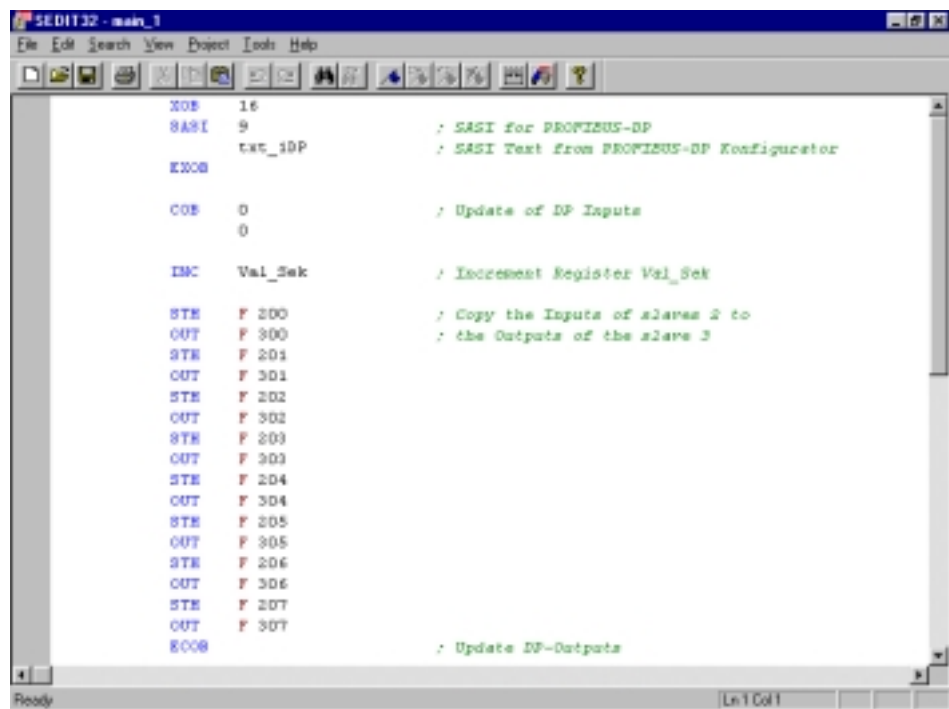 SEDIT32 - main_1
File Edit Search View Project Tools Help
XOB 16
SASI 9 ; SASI for PROFIBUS-DP
txt_iDP ; SASI Text from PROFIBUS-DP Konfigurator
EXOB
COB 0 ; Update of DP Inputs
0
INC Val_Sek ; Increment Register Val_Sek
STH F 200 ; Copy the Inputs of slaves 2 to
OUT F 300 ; the Outputs of the slave 3
STH F 201
OUT F 301
STH F 202
OUT F 302
STH F 203
OUT F 303
STH F 204
OUT F 304
STH F 205
OUT F 305
STH F 206
OUT F 306
STH F 207
OUT F 307
ECOB ; Update DP-Outputs
Ready Ln 1 Col 1